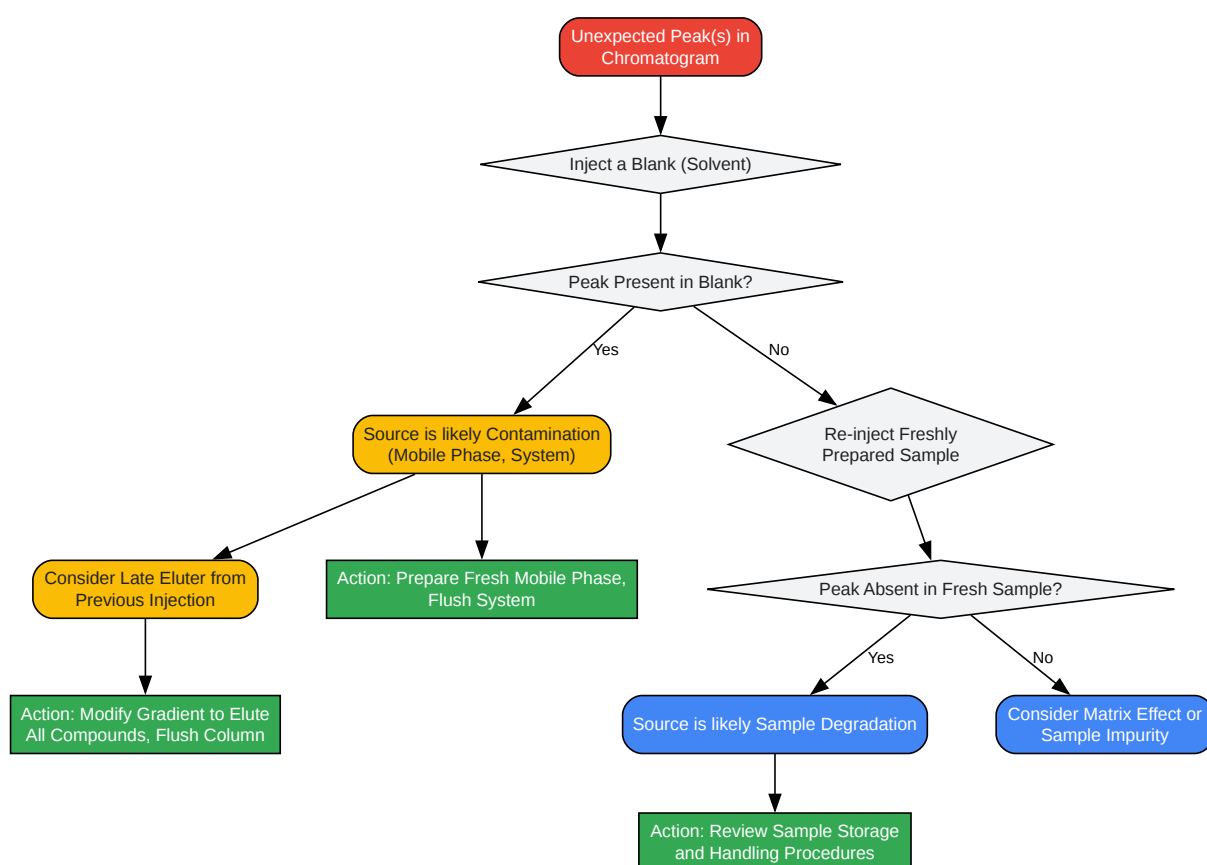 Unexpected Peak(s) in
Chromatogram
Inject a Blank (Solvent)
Peak Present in Blank?
Yes
No
Source is likely Contamination
(Mobile Phase, System)
Re-inject Freshly
Prepared Sample
Consider Late Eluter from
Previous Injection
Action: Prepare Fresh Mobile Phase,
Flush System
Peak Absent in Fresh Sample?
Yes
No
Action: Modify Gradient to Elute
All Compounds, Flush Column
Source is likely Sample Degradation
Consider Matrix Effect or
Sample Impurity
Action: Review Sample Storage
and Handling Procedures